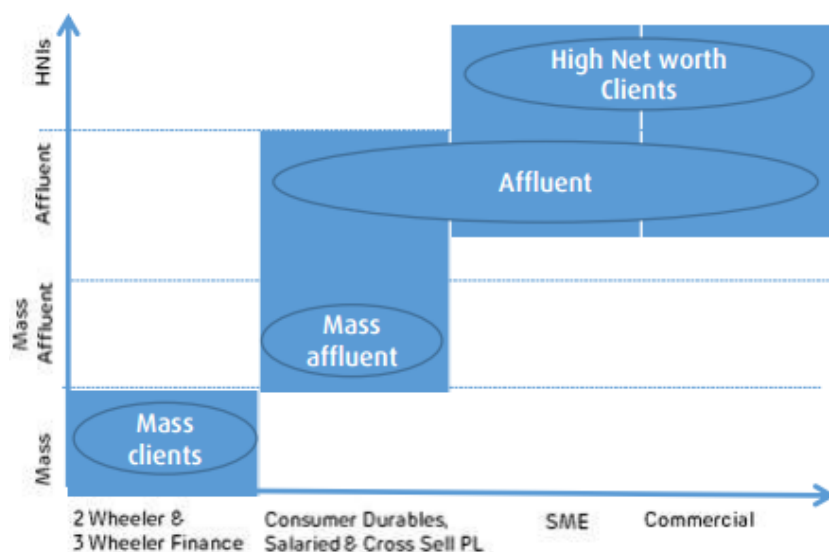 HNIs
High Net worth
Clients
Affluent
Affluent
Mass
Affluent
Mass
affluent
Mass
Mass
clients
2 Wheeler &
3 Wheeler Finance
Consumer Durables,
Salaried & Cross Sell PL
SME
Commercial